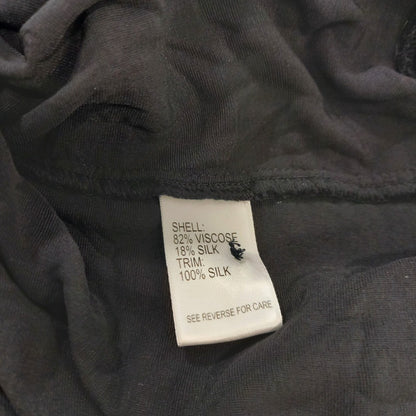 SHELL:
82% VISCOSE
18% SILK
TRIM:
100% SILK
SEE REVERSE FOR CARE